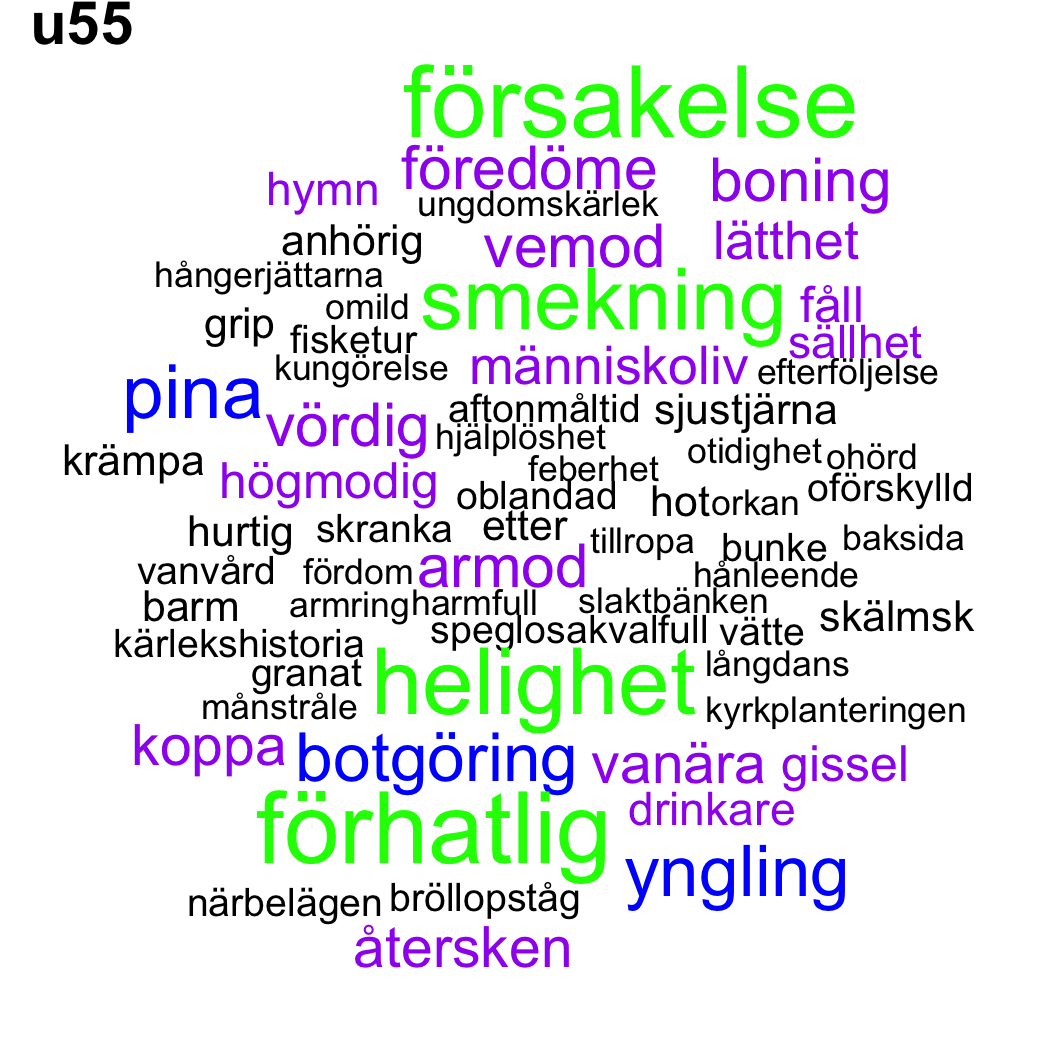 u55
försakelse
hymn föredöme boning
ungdomskärlek
anhörig vemod lätthet
hångerjättarna
omild smekning fåll
grip fisketur sällhet
kungörelse människoliv efterföljelse
pina
vördig aftonmåltid sjustjärna
hjälplöshet
krämpa otidighet ohörd
högmodig feberhet
oblandad hot orkan oförskylld
hurtig skranka etter
tillropa bunke baksida
vanvård fördom armod hånleende
barm armring harmfull slaktbänken
speglosa kvalfull vätte skälmsk
kärlekshistoria
granat helighet långdans
månstråle kyrkplanteringen
koppa botgöring vanära gissel
förhatlig drinkare
yngling
närbelägen bröllopståg
återsken